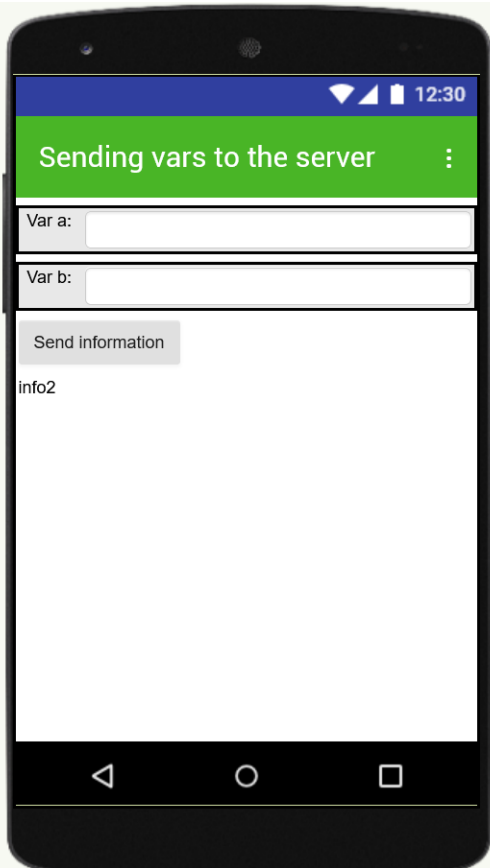 12:30
Sending vars to the server
Var a:
Var b:
Send information
info2